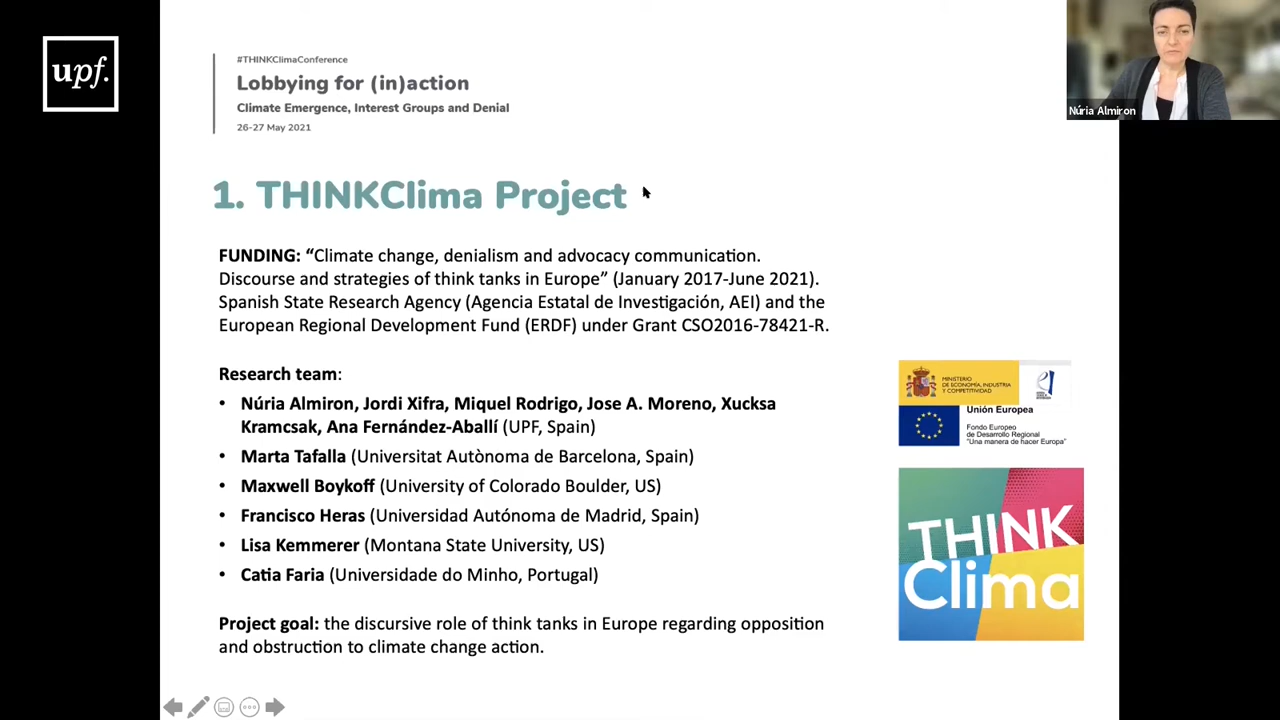 upf.
#THINKClimaConference
Lobbying for (in)action
Climate Emergence, Interest Groups and Denial
26-27 May 2021
Núria Almiron
1. THINKClima Project
FUNDING: “Climate change, denialism and advocacy communication.
Discourse and strategies of think tanks in Europe” (January 2017-June 2021).
Spanish State Research Agency (Agencia Estatal de Investigación, AEI) and the
European Regional Development Fund (ERDF) under Grant CSO2016-78421-R.
Research team:
• Núria Almiron, Jordi Xifra, Miquel Rodrigo, Jose A. Moreno, Xucksa
Kramcsak, Ana Fernández-Aballí (UPF, Spain)
• Marta Tafalla (Universitat Autònoma de Barcelona, Spain)
• Maxwell Boykoff (University of Colorado Boulder, US)
• Francisco Heras (Universidad Autónoma de Madrid, Spain)
• Lisa Kemmerer (Montana State University, US)
• Catia Faria (Universidade do Minho, Portugal)
Project goal: the discursive role of think tanks in Europe regarding opposition
and obstruction to climate change action.
MINISTERIO
DE ECONOMÍA, INDUSTRIA
Y COMPETITIVIDAD
Unión Europea
Fondo Europeo
de Desarrollo Regional
"Una manera de hacer Europa"
THINK
Clima